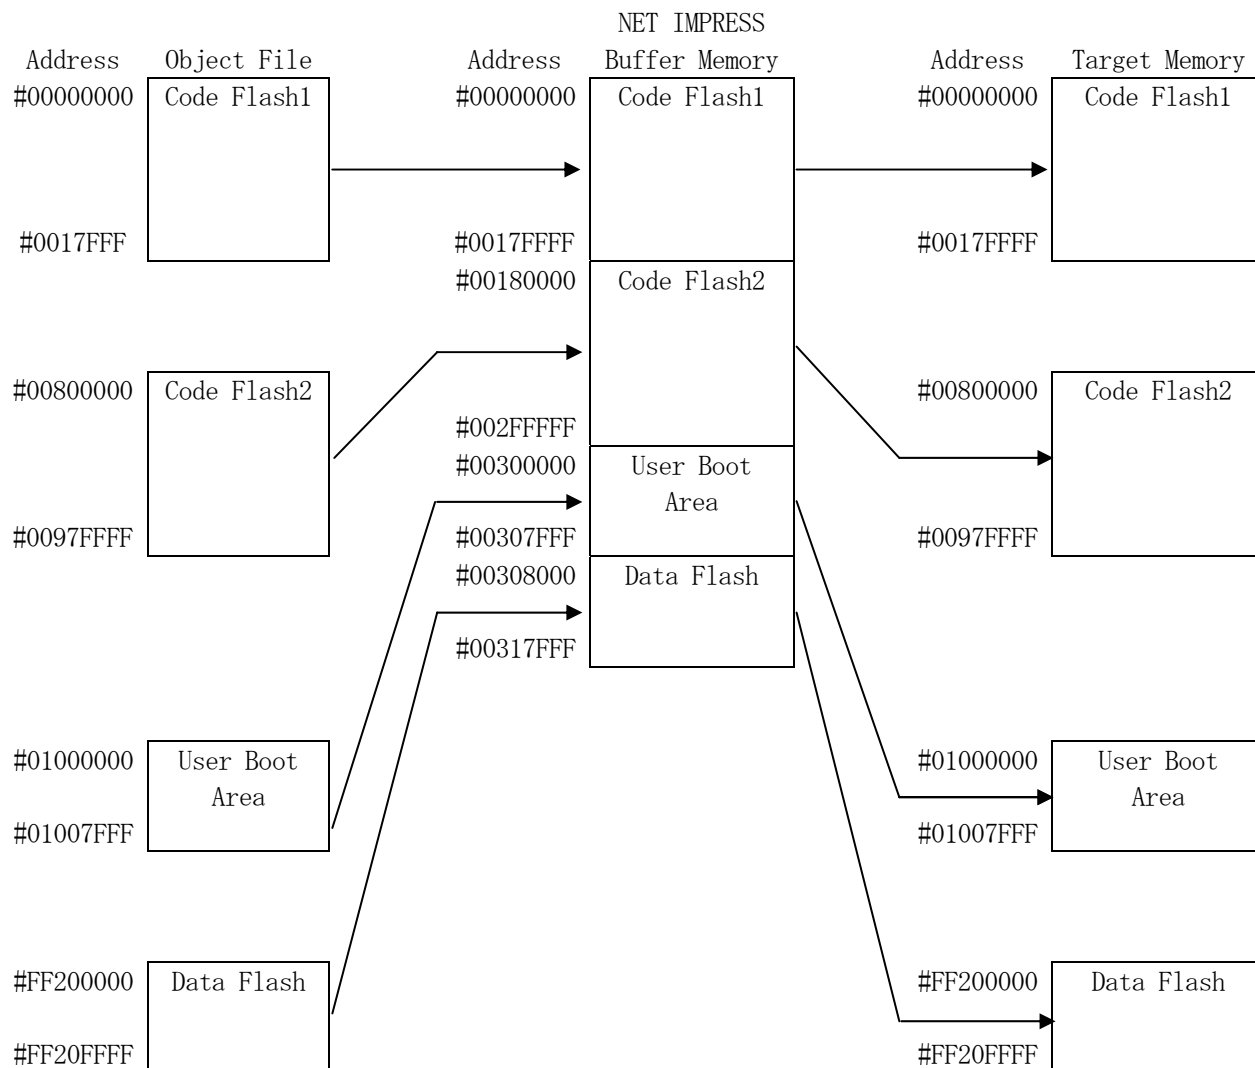 NET IMPRESS
Address Object File Address Buffer Memory Address Target Memory
#00000000 Code Flash1 #00000000 Code Flash1 #00000000 Code Flash1
#0017FFF #0017FFFF #0017FFFF
#00180000 Code Flash2
#00800000 Code Flash2 #00800000 Code Flash2
#002FFFFF
#00300000 User Boot
Area
#0097FFFF #00307FFF #0097FFFF
#00308000 Data Flash
#00317FFF
#01000000 User Boot #01000000 User Boot
Area Area
#01007FFF #01007FFF
#FF200000 Data Flash #FF200000 Data Flash
#FF20FFFF #FF20FFFF